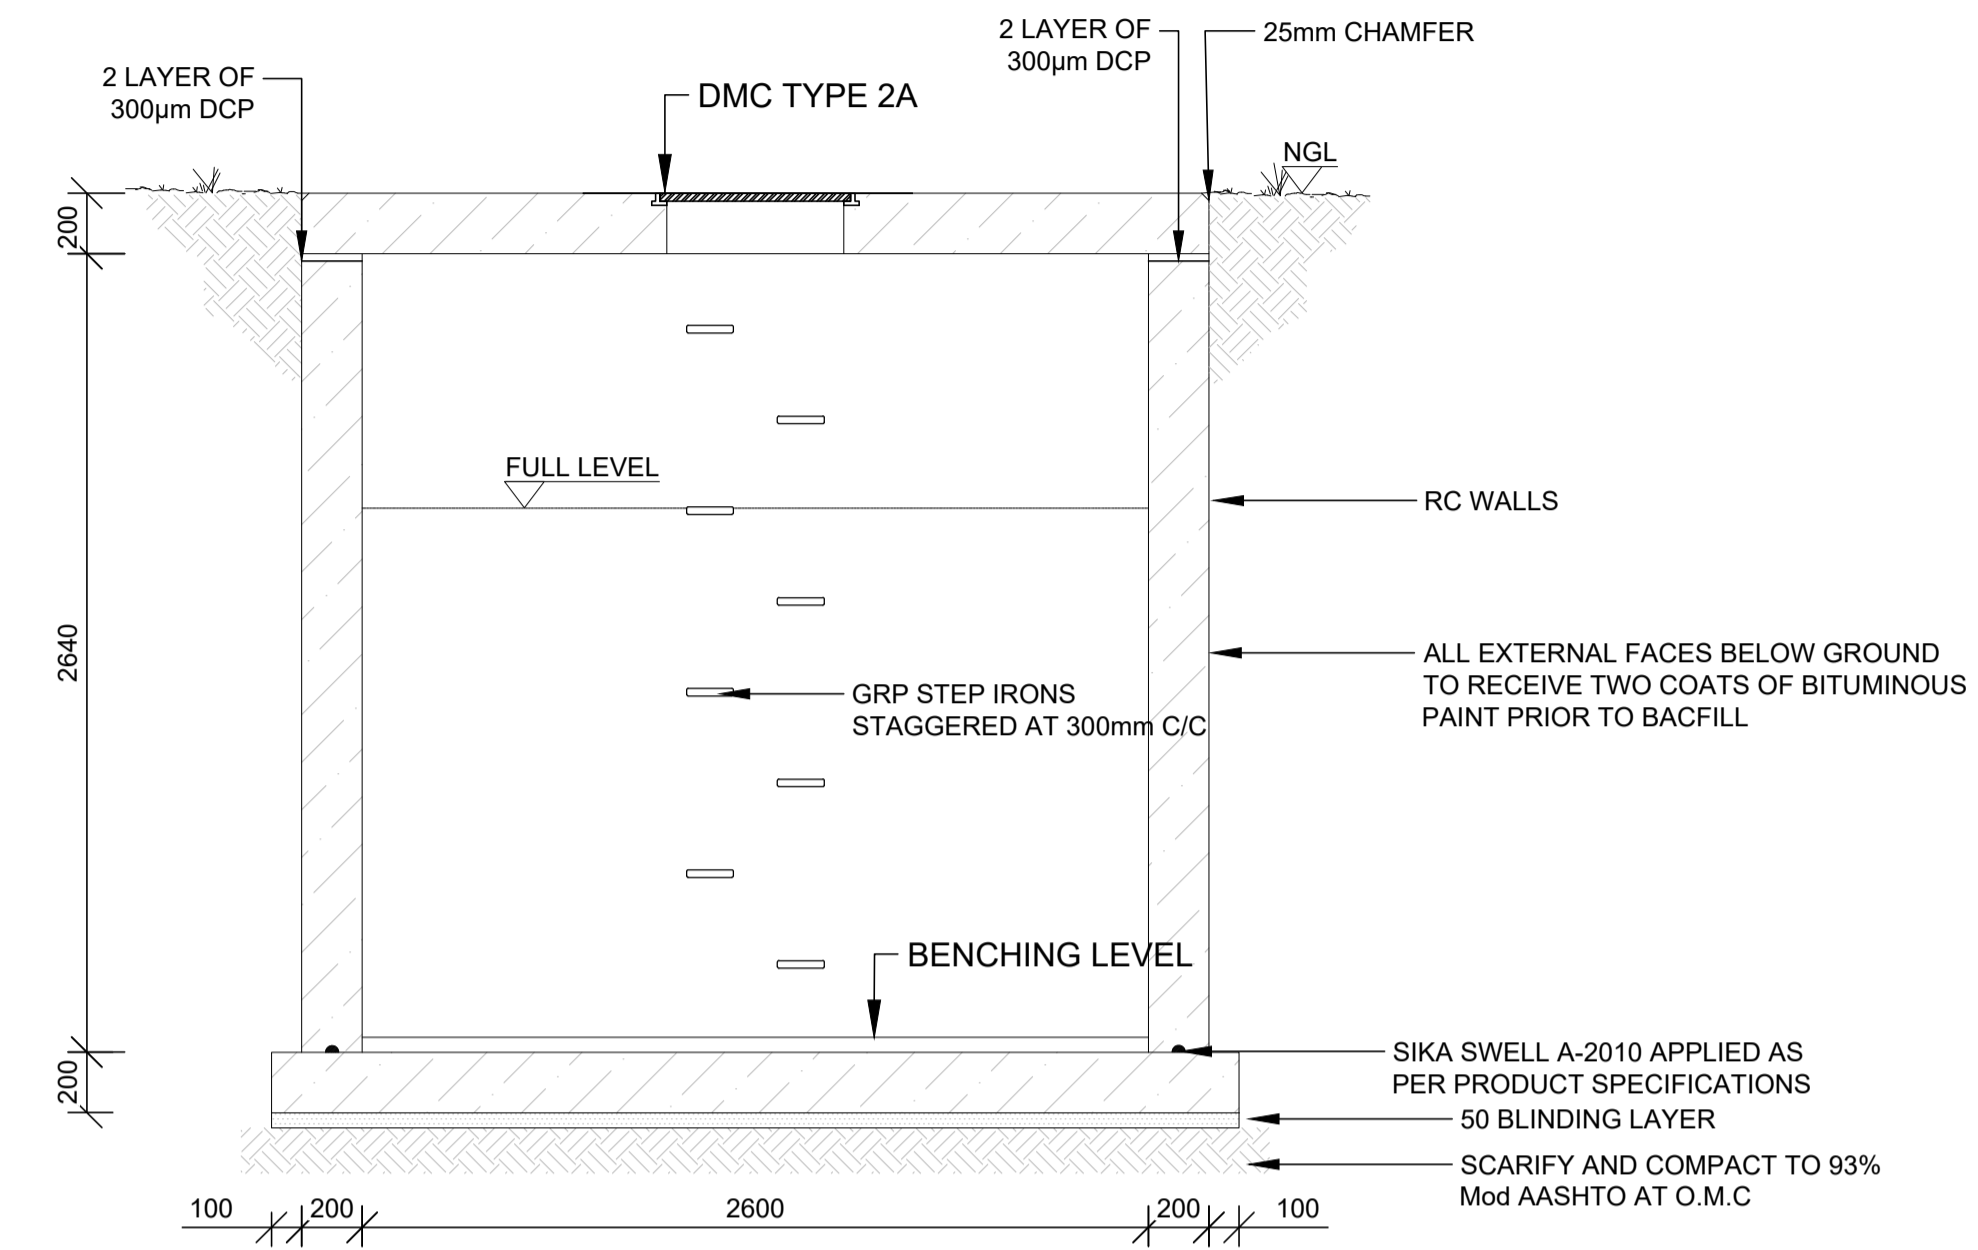 2 LAYER OF
300µm DCP
DMC TYPE 2A
2 LAYER OF
300µm DCP
25mm CHAMFER
NGL
200
FULL LEVEL
RC WALLS
2640
ALL EXTERNAL FACES BELOW GROUND
TO RECEIVE TWO COATS OF BITUMINOUS
PAINT PRIOR TO BACFILL
GRP STEP IRONS
STAGGERED AT 300mm C/C
BENCHING LEVEL
200
SIKA SWELL A-2010 APPLIED AS
PER PRODUCT SPECIFICATIONS
50 BLINDING LAYER
SCARIFY AND COMPACT TO 93%
Mod AASHTO AT O.M.C
100 200 2600 200 100